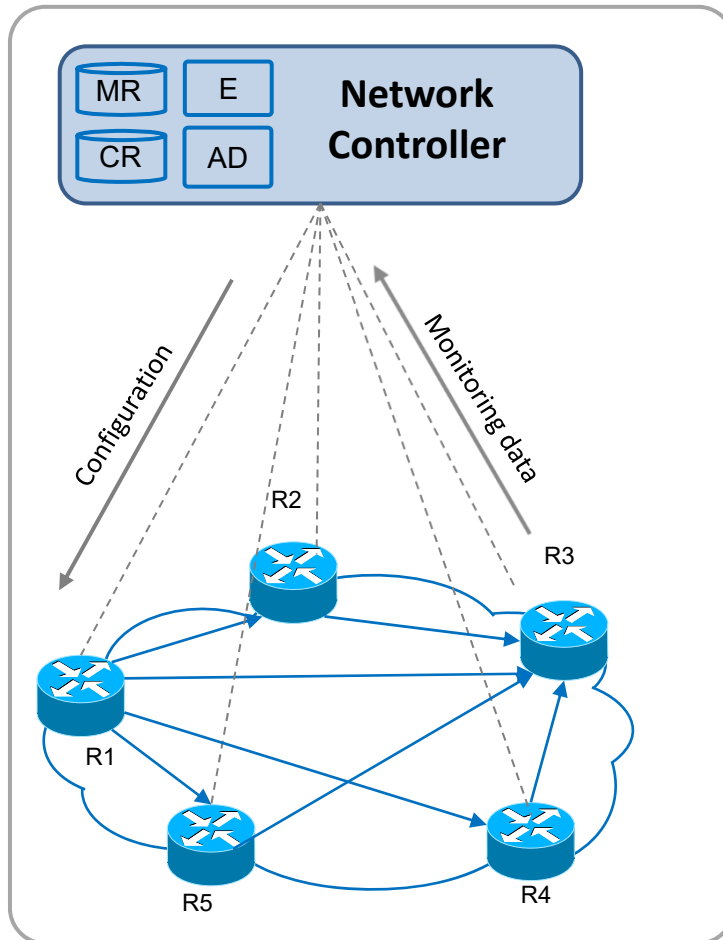 MR
E
Network
Controller
CR
AD
Configuration
Monitoring data
R2
R3
R1
R5
R4